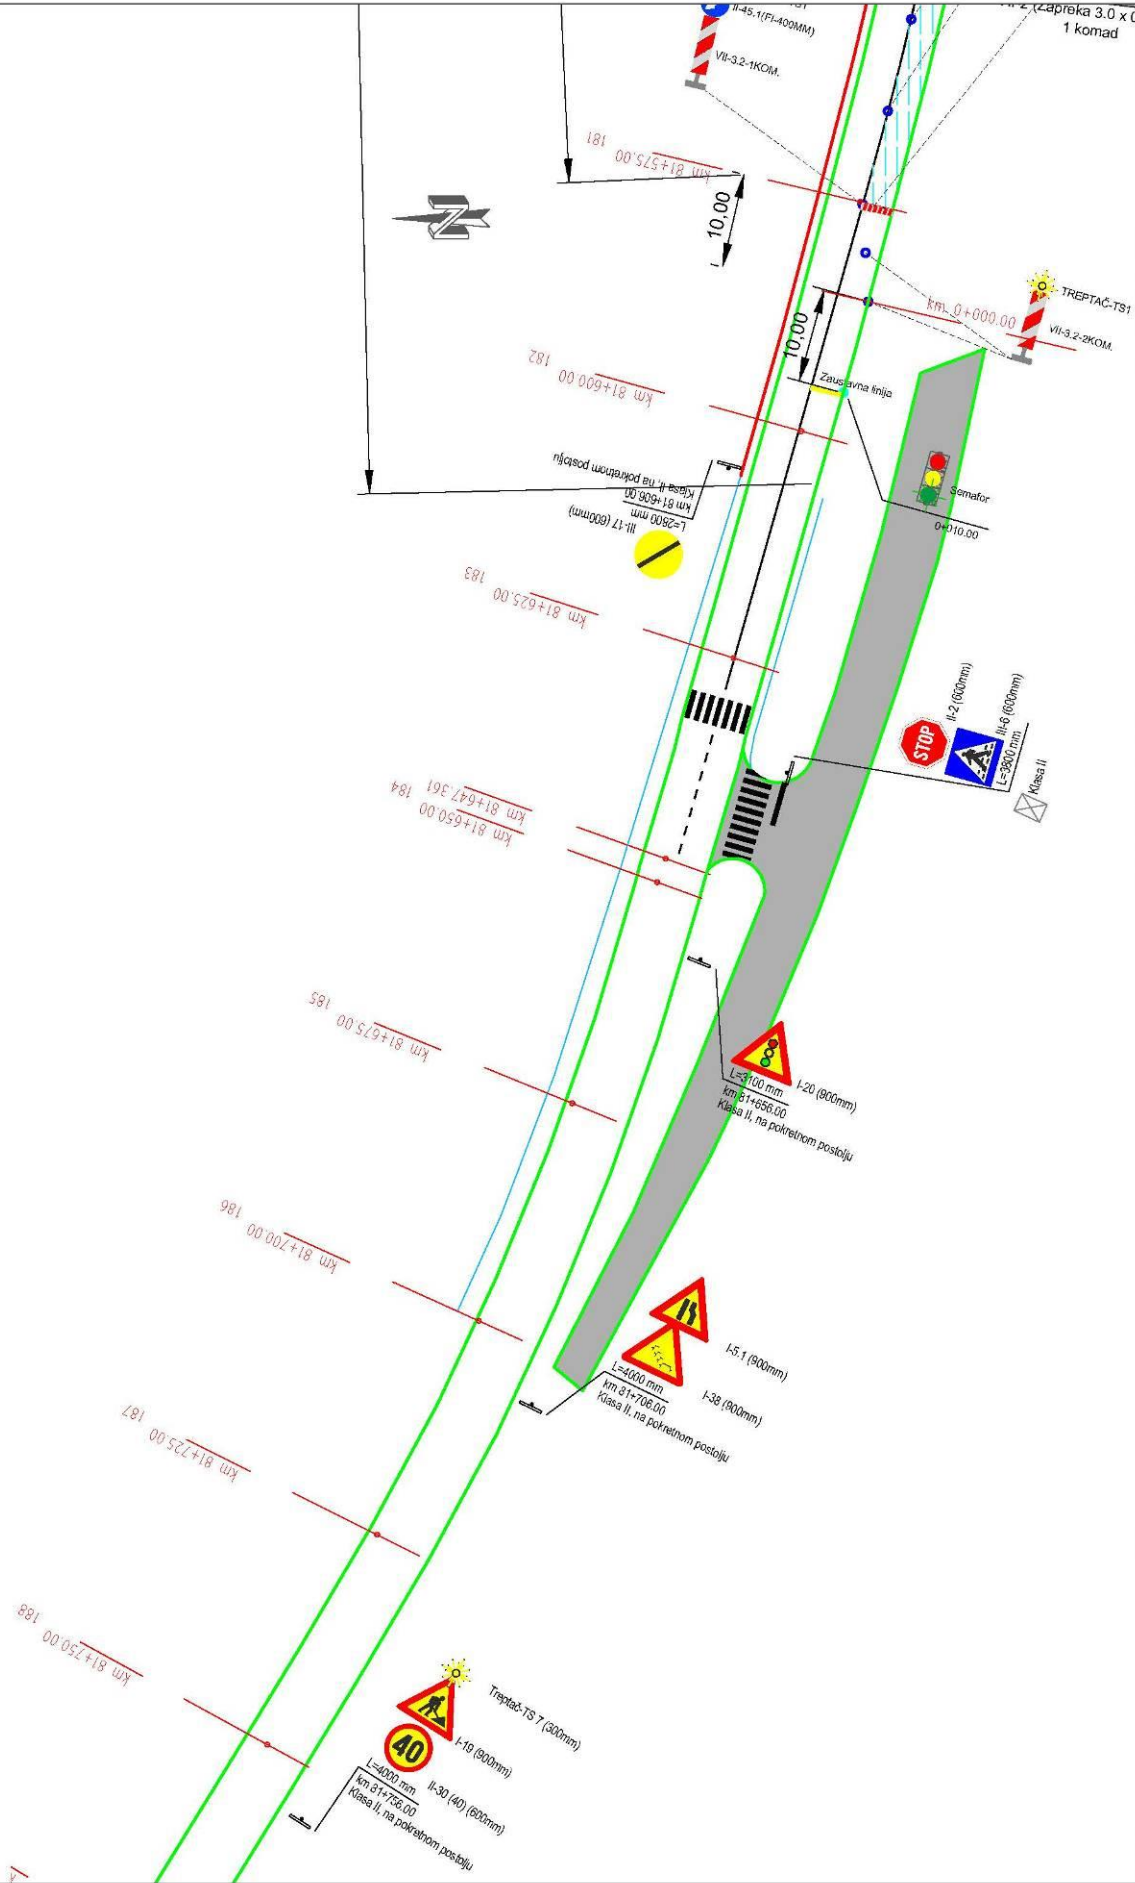 II-45.1(FI-400MM)
VII-3.2-1KOM.
(Zapreka 3.0 x
1 komad
181
km 81+575.00
10,00
TREPTAČ-TS1
VII-3.2-2KOM.
km 0+000.00
10,00
Zaustavna linija
182
km 81+600.00
Semafor
0+010.00
Klasa II, na pokretnom postolju
km 81+606.00
L=2800 mm
III-17 (600mm)
183
km 81+625.00
STOP
II-2 (600mm)
III-6 (600mm)
L=3800 mm
Klasa II
184
km 81+647.361
km 81+650.00
185
km 81+675.00
I-20 (900mm)
L=3100 mm
km 81+656.00
Klasa II, na pokretnom postolju
186
km 81+700.00
I-5.1 (900mm)
I-38 (900mm)
L=4000 mm
km 81+706.00
Klasa II, na pokretnom postolju
187
km 81+725.00
188
km 81+750.00
Treptač-TS 7 (300mm)
I-19 (900mm)
40
II-30 (40) (600mm)
L=4000 mm
km 81+756.00
Klasa II, na pokretnom postolju